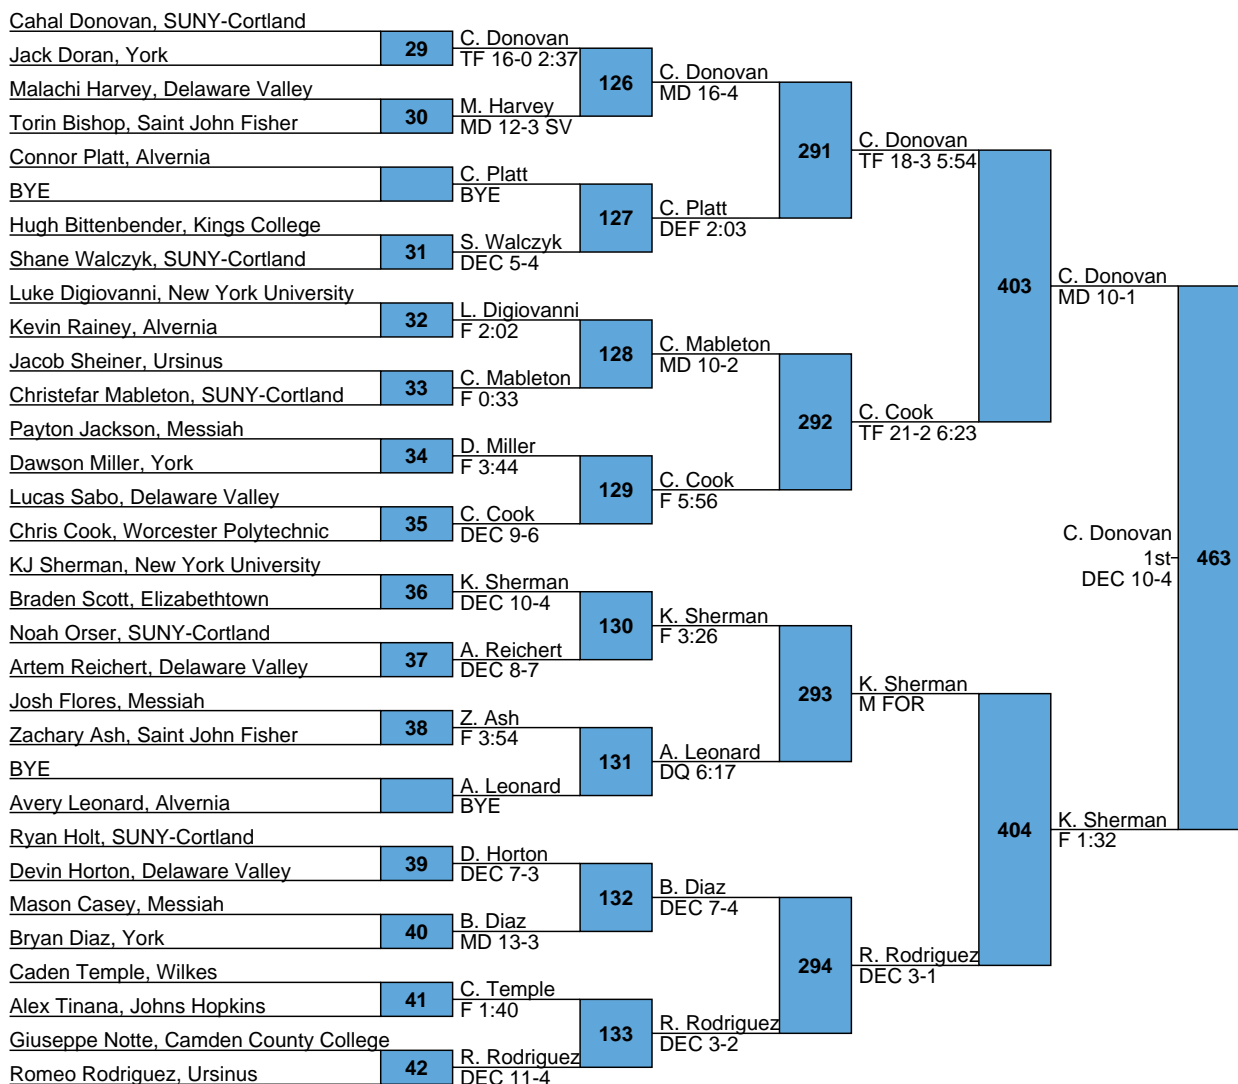 Cahal Donovan, SUNY-Cortland
Jack Doran, York
Malachi Harvey, Delaware Valley
Torin Bishop, Saint John Fisher
Connor Platt, Alvernia
BYE
Hugh Bittenbender, Kings College
Shane Walczyk, SUNY-Cortland
Luke Digiovanni, New York University
Kevin Rainey, Alvernia
Jacob Sheiner, Ursinus
Christefar Mableton, SUNY-Cortland
Payton Jackson, Messiah
Dawson Miller, York
Lucas Sabo, Delaware Valley
Chris Cook, Worcester Polytechnic
KJ Sherman, New York University
Braden Scott, Elizabethtown
Noah Orser, SUNY-Cortland
Artem Reichert, Delaware Valley
Josh Flores, Messiah
Zachary Ash, Saint John Fisher
BYE
Avery Leonard, Alvernia
Ryan Holt, SUNY-Cortland
Devin Horton, Delaware Valley
Mason Casey, Messiah
Bryan Diaz, York
Caden Temple, Wilkes
Alex Tinana, Johns Hopkins
Giuseppe Notte, Camden County College
Romeo Rodriguez, Ursinus
29
30
31
32
33
34
35
36
37
38
39
40
41
42
C. Donovan
TF 16-0 2:37
M. Harvey
MD 12-3 SV
C. Platt
BYE
S. Walczyk
DEC 5-4
L. Digiovanni
F 2:02
C. Mableton
F 0:33
D. Miller
F 3:44
C. Cook
DEC 9-6
K. Sherman
DEC 10-4
A. Reichert
DEC 8-7
Z. Ash
F 3:54
A. Leonard
BYE
D. Horton
DEC 7-3
B. Diaz
MD 13-3
C. Temple
F 1:40
R. Rodriguez
DEC 11-4
126
127
128
129
130
131
132
133
C. Donovan
MD 16-4
C. Platt
DEF 2:03
C. Mableton
MD 10-2
C. Cook
F 5:56
K. Sherman
F 3:26
A. Leonard
DQ 6:17
B. Diaz
DEC 7-4
R. Rodriguez
DEC 3-2
291
292
293
294
C. Donovan
TF 18-3 5:54
C. Cook
TF 21-2 6:23
K. Sherman
M FOR
R. Rodriguez
DEC 3-1
403
404
C. Donovan
MD 10-1
K. Sherman
F 1:32
C. Donovan
1st
DEC 10-4
463